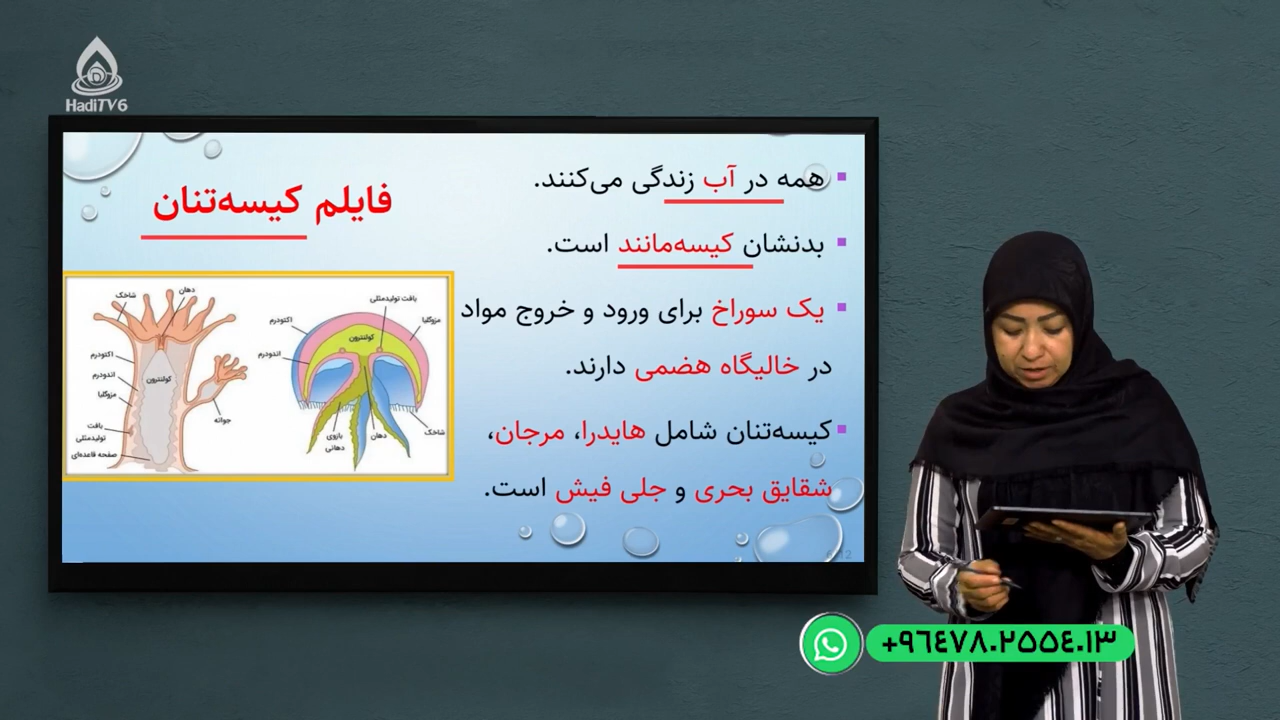 HadiTV6
فایلم کیسه‌تنان
همه در آب زندگی می‌کنند.
بدنشان کیسه‌مانند است.
یک سوراخ برای ورود و خروج مواد
در خالیگاه هضمی دارند.
کیسه‌تنان شامل هایدرا، مرجان،
شقایق بحری و جلی فیش است.
بافت تولیدمثلی
مزوگلیا
اکتودرم
کولنترون
اندودرم
شاخک
دهان
بازوی
دهانی
دهان
شاخک
اکتودرم
اندودرم
کولنترون
مزوگلیا
جوانه
بافت
تولیدمثلی
صفحه قاعده‌ای
+٩٦٤٧٨٠٢٥٥٤٠١٣